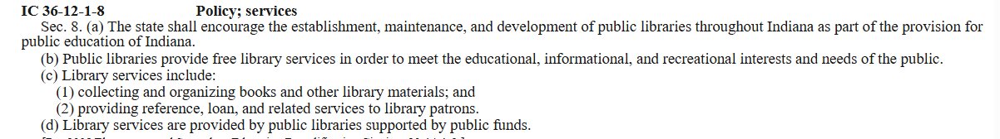 IC 36-12-1-8 Policy; services
Sec. 8. (a) The state shall encourage the establishment, maintenance, and development of public libraries throughout Indiana as part of the provision for
public education of Indiana.
(b) Public libraries provide free library services in order to meet the educational, informational, and recreational interests and needs of the public.
(c) Library services include:
(1) collecting and organizing books and other library materials; and
(2) providing reference, loan, and related services to library patrons.
(d) Library services are provided by public libraries supported by public funds.